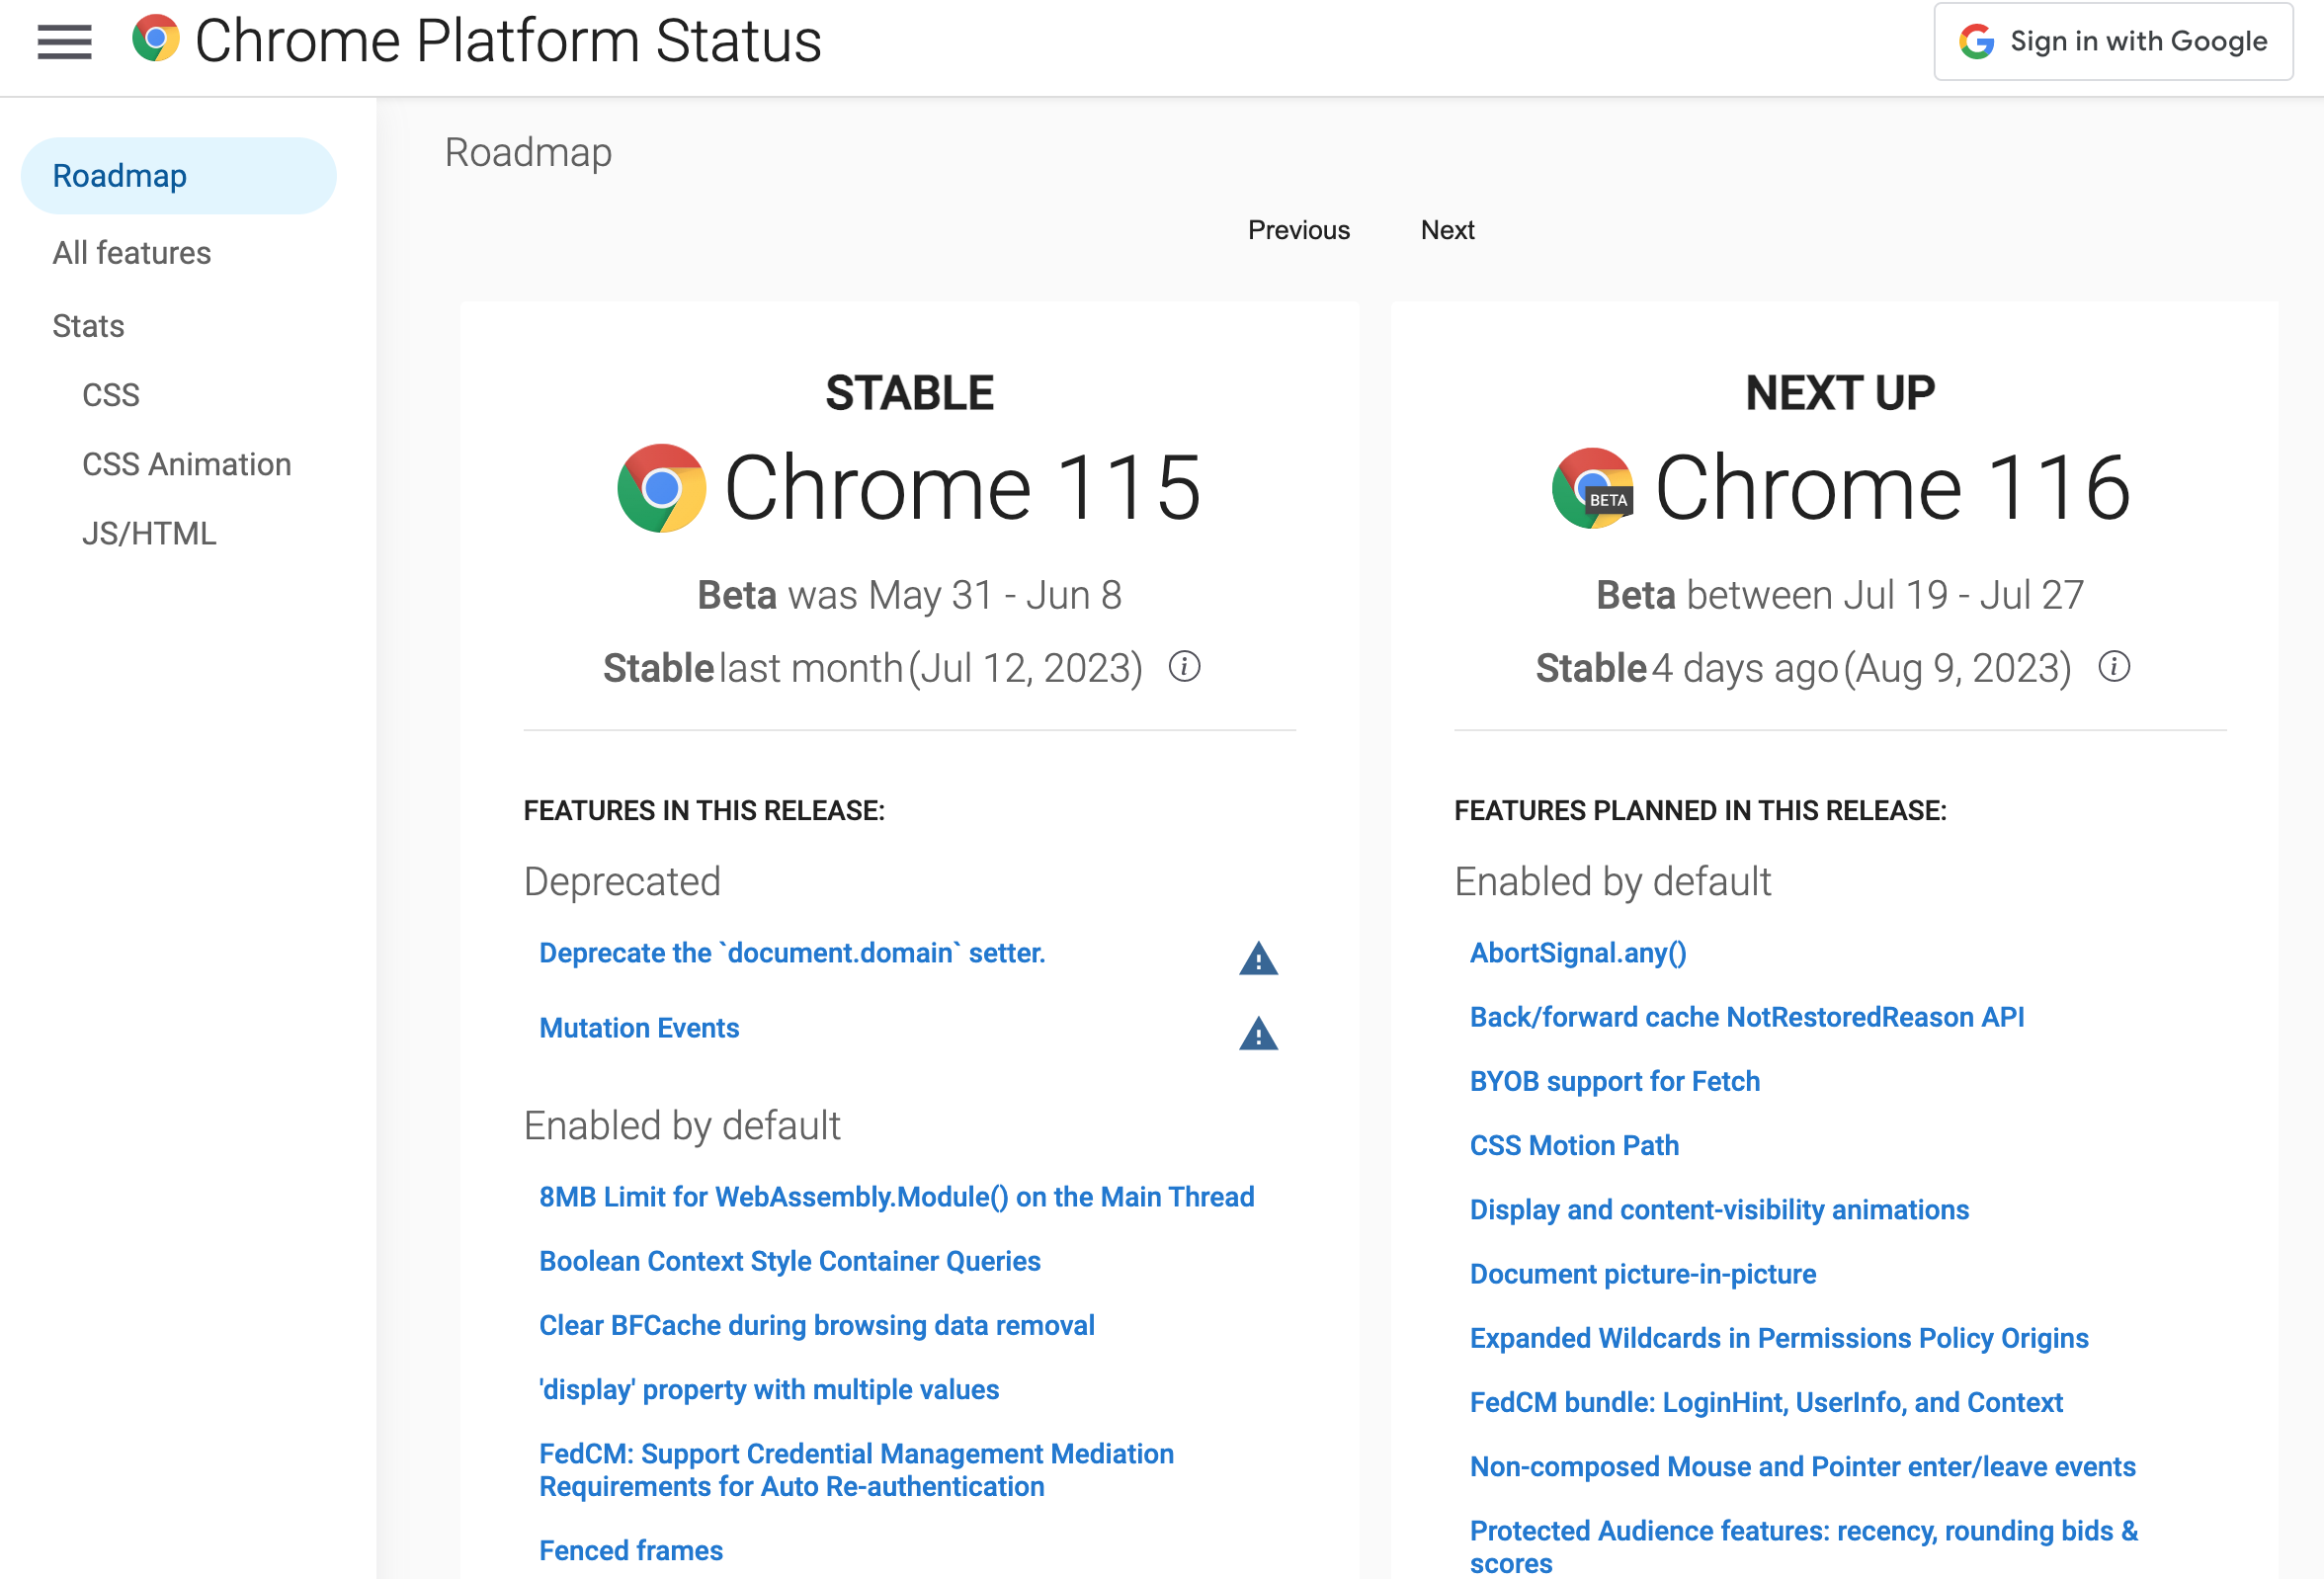 Chrome Platform Status
Sign in with Google
Roadmap
All features
Stats
CSS
CSS Animation
JS/HTML
Roadmap
Previous Next
STABLE
Chrome 115
Beta was May 31 - Jun 8
Stable last month (Jul 12, 2023)
FEATURES IN THIS RELEASE:
Deprecated
Deprecate the `document.domain` setter.
Mutation Events
Enabled by default
8MB Limit for WebAssembly.Module() on the Main Thread
Boolean Context Style Container Queries
Clear BFCache during browsing data removal
'display' property with multiple values
FedCM: Support Credential Management Mediation
Requirements for Auto Re-authentication
Fenced frames
NEXT UP
BETA
Chrome 116
Beta between Jul 19 - Jul 27
Stable 4 days ago (Aug 9, 2023)
FEATURES PLANNED IN THIS RELEASE:
Enabled by default
AbortSignal.any()
Back/forward cache NotRestoredReason API
BYOB support for Fetch
CSS Motion Path
Display and content-visibility animations
Document picture-in-picture
Expanded Wildcards in Permissions Policy Origins
FedCM bundle: LoginHint, UserInfo, and Context
Non-composed Mouse and Pointer enter/leave events
Protected Audience features: recency, rounding bids &
scores